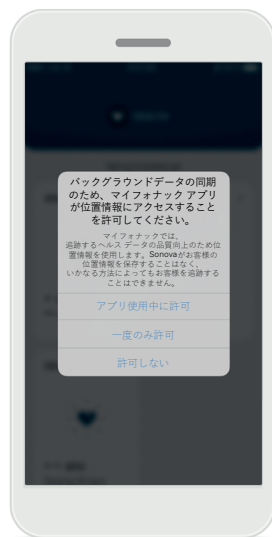 バックグラウンドデータの同期
のため、マイフォナック アプリ
が位置情報にアクセスすること
を許可してください。
マイフォナックでは、
追跡するヘルス データの品質向上のため位
置情報を使用します。Sonovaがお客様の
位置情報を保存することはなく、
いかなる方法によってもお客様を追跡する
ことはできません。
アプリ使用中に許可
一度のみ許可
許可しない